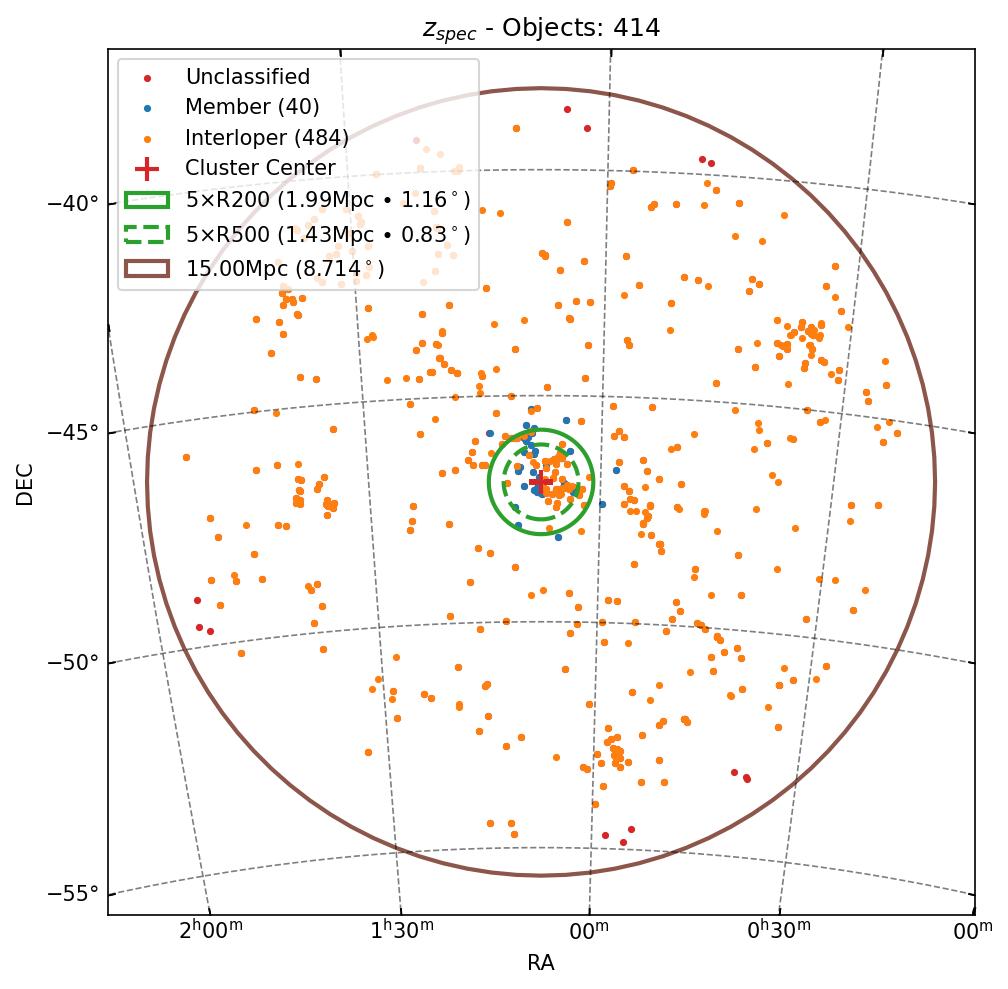 z_spec - Objects: 414
Unclassified
Member (40)
Interloper (484)
Cluster Center
5×R200 (1.99Mpc • 1.16°)
5×R500 (1.43Mpc • 0.83°)
15.00Mpc (8.714°)
−40°
−45°
−50°
−55°
DEC
2ʰ00ᵐ 1ʰ30ᵐ 00ᵐ 0ʰ30ᵐ 00ᵐ
RA